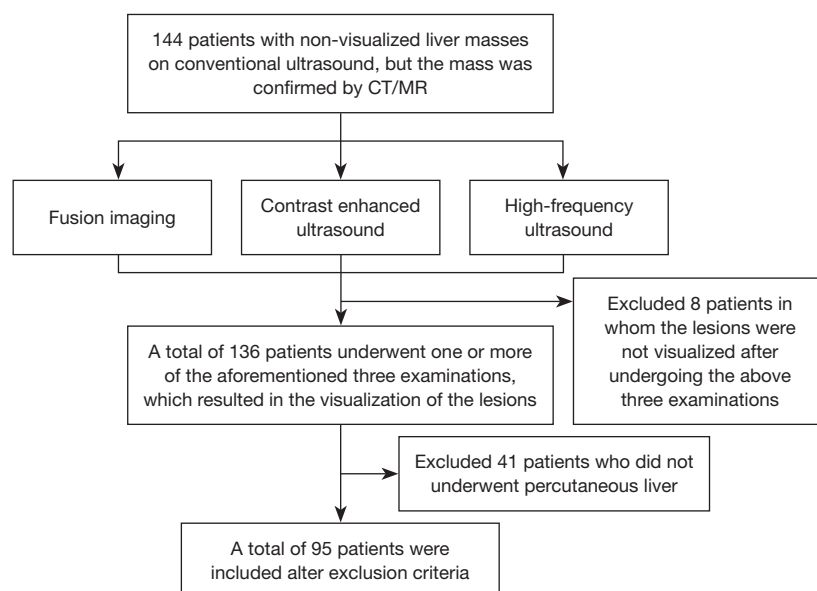 144 patients with non-visualized liver masses
on conventional ultrasound, but the mass was
confirmed by CT/MR
Fusion imaging
Contrast enhanced
ultrasound
High-frequency
ultrasound
Excluded 8 patients in
whom the lesions were
not visualized after
undergoing the above
three examinations
A total of 136 patients underwent one or more
of the aforementioned three examinations,
which resulted in the visualization of the lesions
Excluded 41 patients who did not
underwent percutaneous liver
A total of 95 patients were
included alter exclusion criteria